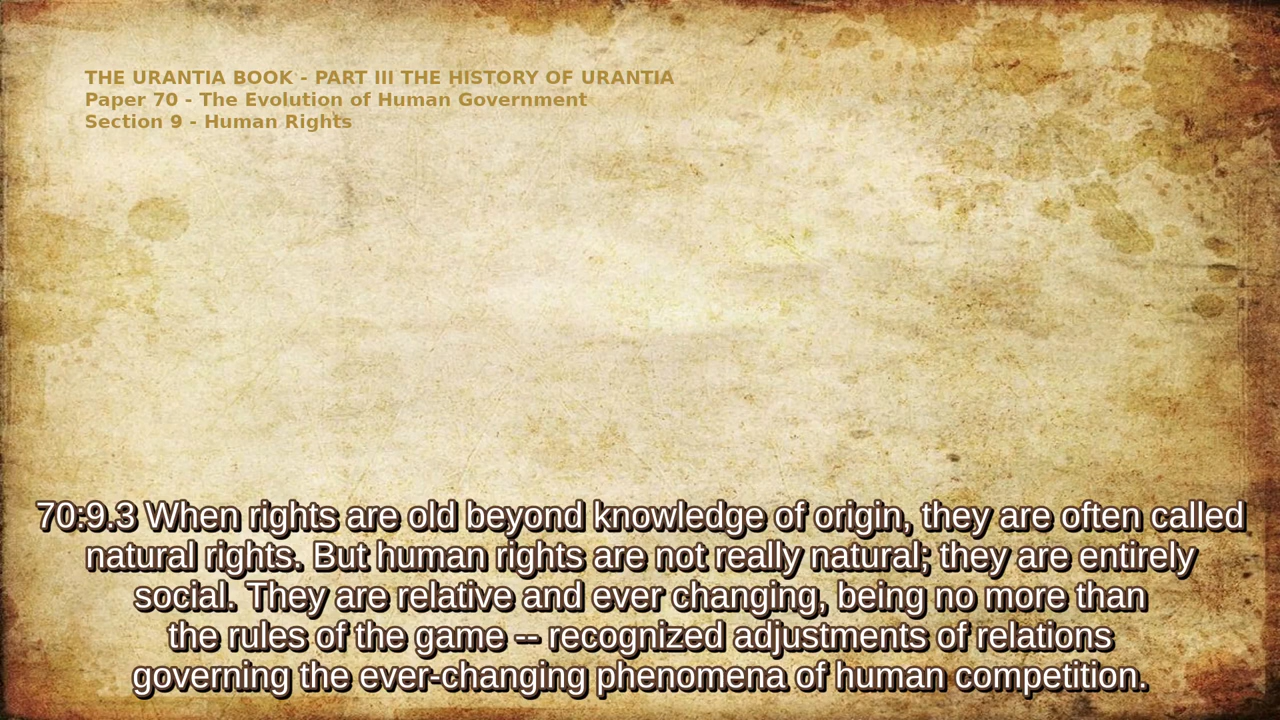 THE URANTIA BOOK - PART III THE HISTORY OF URANTIA
Paper 70 - The Evolution of Human Government
Section 9 - Human Rights
70:9.3 When rights are old beyond knowledge of origin, they are often called
natural rights. But human rights are not really natural; they are entirely
social. They are relative and ever changing, being no more than
the rules of the game -- recognized adjustments of relations
governing the ever-changing phenomena of human competition.